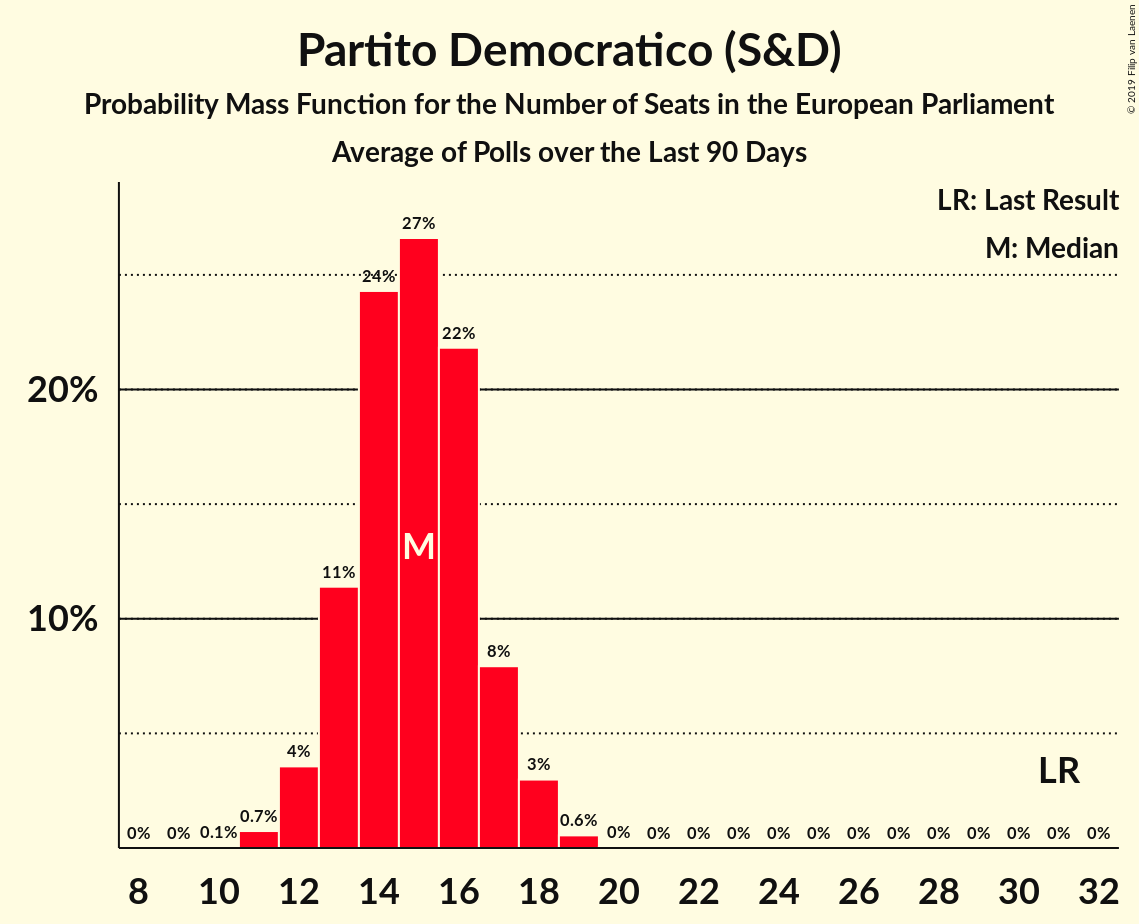 Partito Democratico (S&D)
Probability Mass Function for the Number of Seats in the European Parliament
Average of Polls over the Last 90 Days
© 2019 Filip van Laenen
LR: Last Result
M: Median
27%
24%
22%
20%
M
11%
10%
8%
4%
3%
LR
0% 0% 0.1% 0.7% 0.6% 0% 0% 0% 0% 0% 0% 0% 0% 0% 0% 0% 0% 0%
8 10 12 14 16 18 20 22 24 26 28 30 32